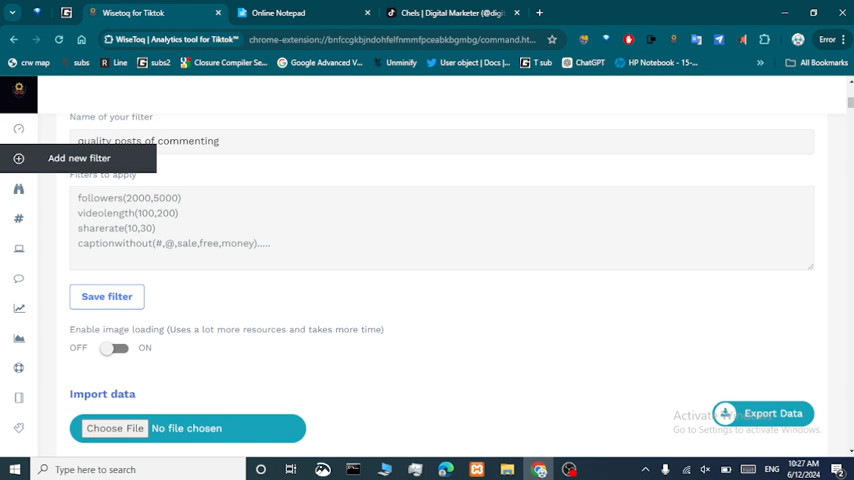 Wisetoq for Tiktok
Online Notepad
Chels | Digital Marketer (@digit
WiseToq | Analytics tool for Tiktok™
chrome-extension://bnfccgkbjndohfelfnmmfpceabkbgmbg/command.ht...
Error
crw map
subs
Line
subs2
Closure Compiler Se...
Google Advanced V...
Unminify
User object | Docs |...
T sub
ChatGPT
HP Notebook - 15-...
All Bookmarks
Name of your filter
quality posts of commenting
Add new filter
Filters to apply
followers(2000,5000)
videolength(100,200)
sharerate(10,30)
captionwithout(#,@,sale,free,money).....
Save filter
Enable image loading (Uses a lot more resources and takes more time)
OFF
ON
Import data
Choose File No file chosen
Export Data
Go to Settings to activate Windows.
Type here to search
ENG
10:27 AM
6/12/2024
2